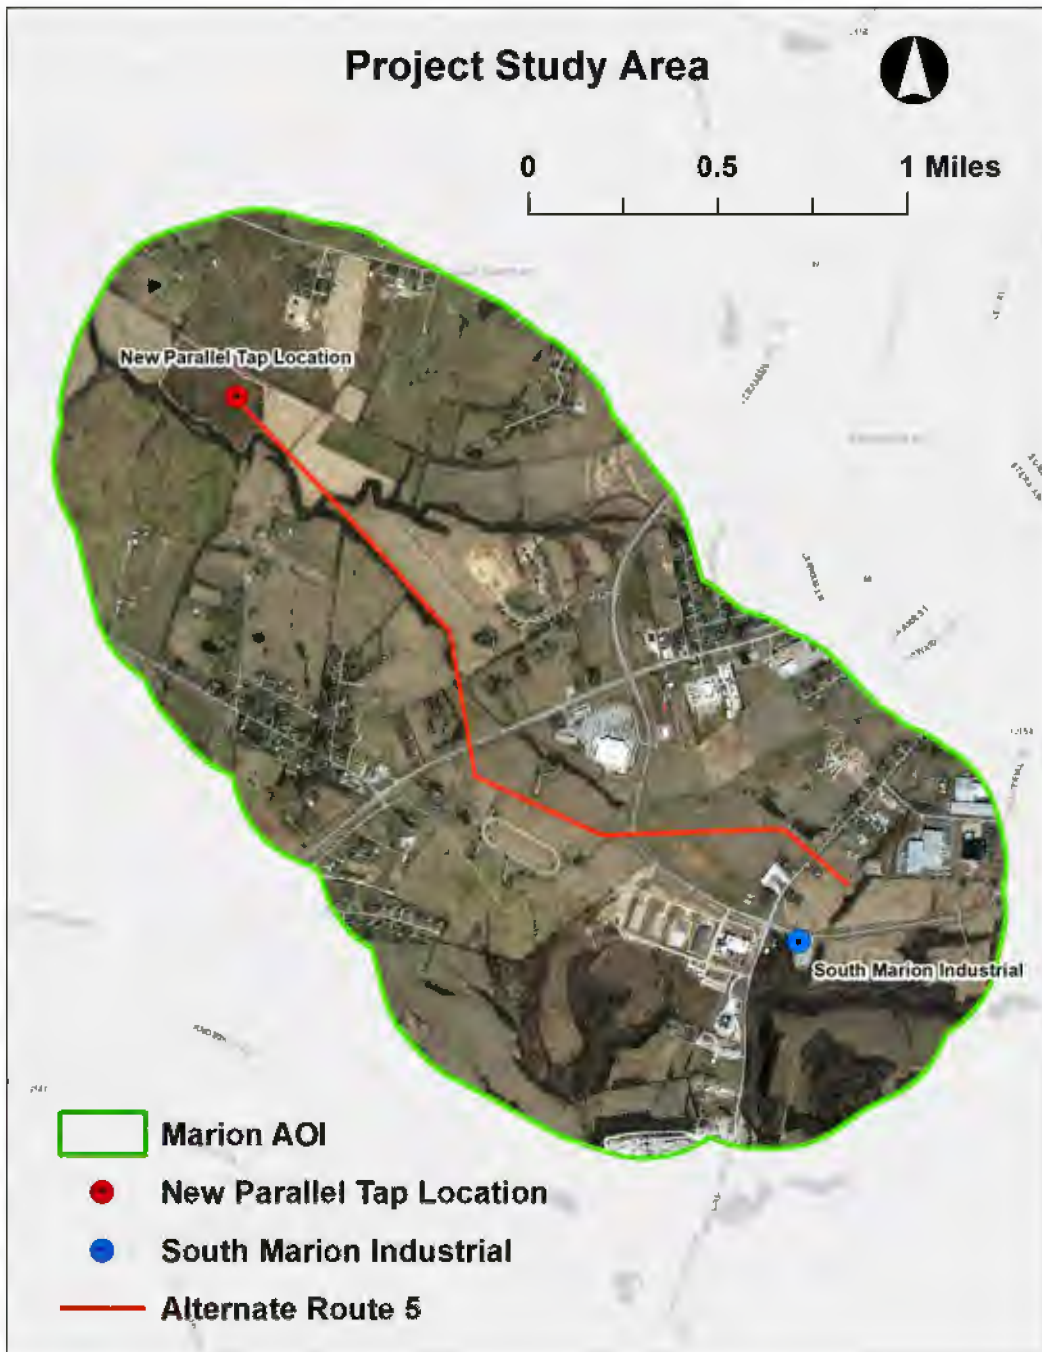 Project Study Area
0 0.5 1 Miles
New Parallel Tap Location
South Marion Industrial
Marion AOI
New Parallel Tap Location
South Marion Industrial
Alternate Route 5